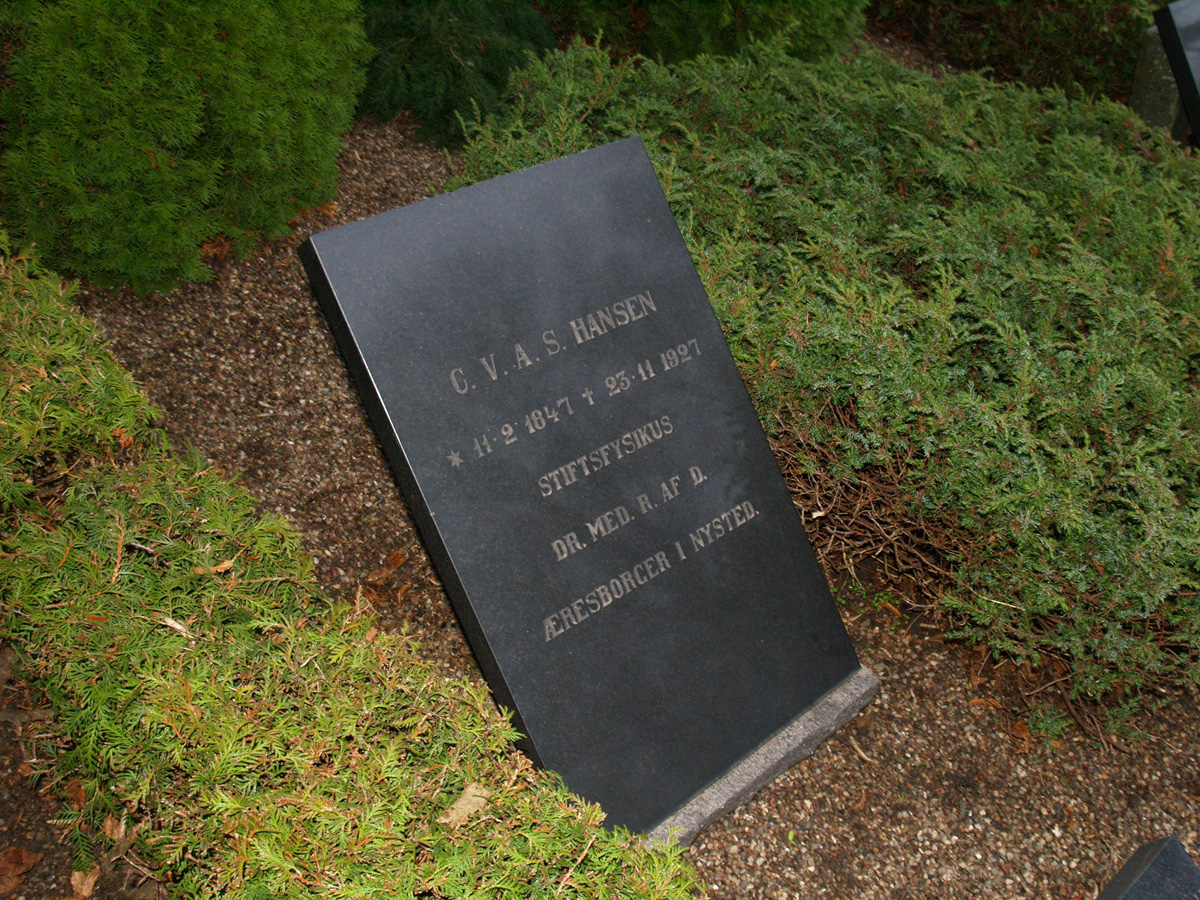 C. V. A. S. HANSEN
* 11·2 1847 † 23·11 1927
STIFTSFYSIKUS
DR. MED. R. AF D.
ÆRESBORGER I NYSTED.